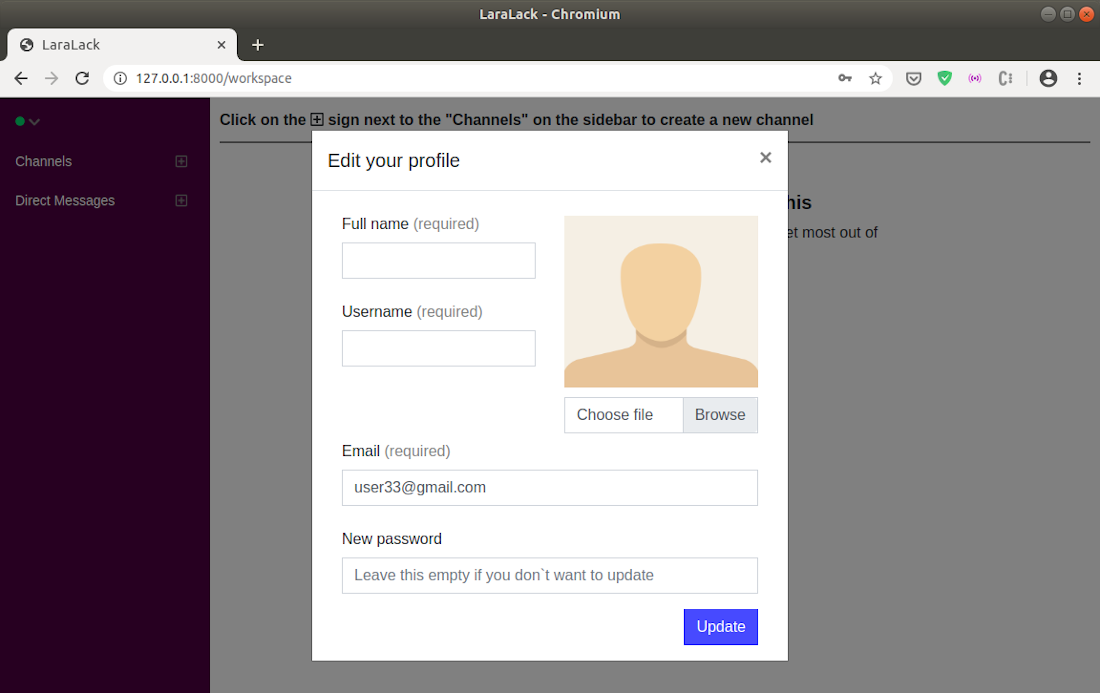 LaraLack - Chromium
LaraLack
127.0.0.1:8000/workspace
Click on the sign next to the "Channels" on the sidebar to create a new channel
Channels
Direct Messages
his
et most out of
Edit your profile
Full name (required)
Username (required)
Choose file Browse
Email (required)
user33@gmail.com
New password
Leave this empty if you don`t want to update
Update